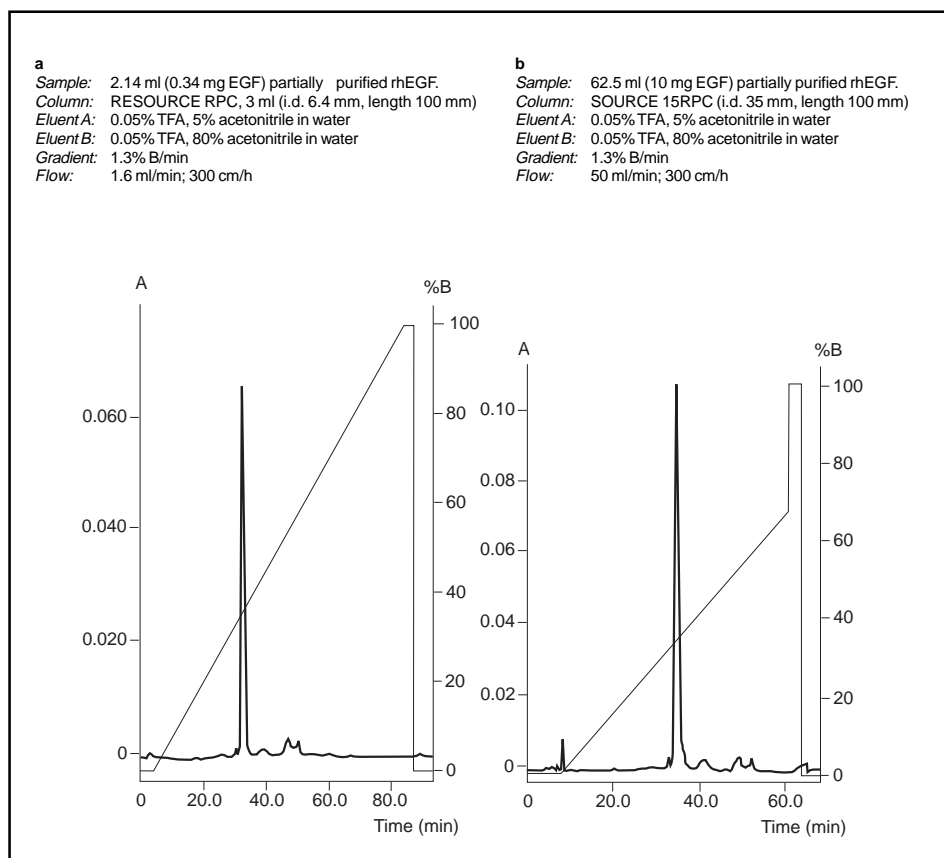 a
Sample: 2.14 ml (0.34 mg EGF) partially purified rhEGF.
Column: RESOURCE RPC, 3 ml (i.d. 6.4 mm, length 100 mm)
Eluent A: 0.05% TFA, 5% acetonitrile in water
Eluent B: 0.05% TFA, 80% acetonitrile in water
Gradient: 1.3% B/min
Flow: 1.6 ml/min; 300 cm/h
b
Sample: 62.5 ml (10 mg EGF) partially purified rhEGF.
Column: SOURCE 15RPC (i.d. 35 mm, length 100 mm)
Eluent A: 0.05% TFA, 5% acetonitrile in water
Eluent B: 0.05% TFA, 80% acetonitrile in water
Gradient: 1.3% B/min
Flow: 50 ml/min; 300 cm/h
A
%B
100
0.060
80
60
0.040
40
0.020
20
0
0
0 20.0 40.0 60.0 80.0
Time (min)
A
%B
0.10
100
0.08
80
0.06
60
0.04
40
0.02
20
0
0
0 20.0 40.0 60.0
Time (min)